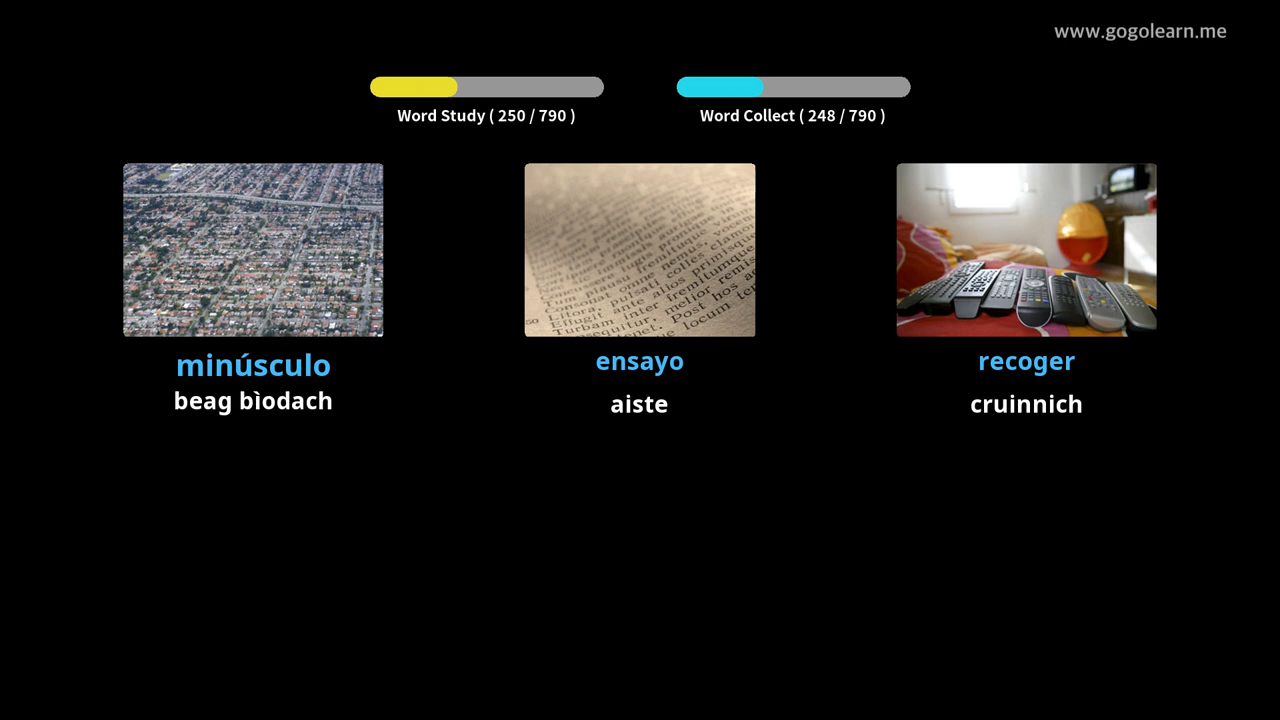 www.gogolearn.me
Word Study ( 250 / 790 )
Word Collect ( 248 / 790 )
minúsculo
beag bìodach
ensayo
aiste
recoger
cruinnich